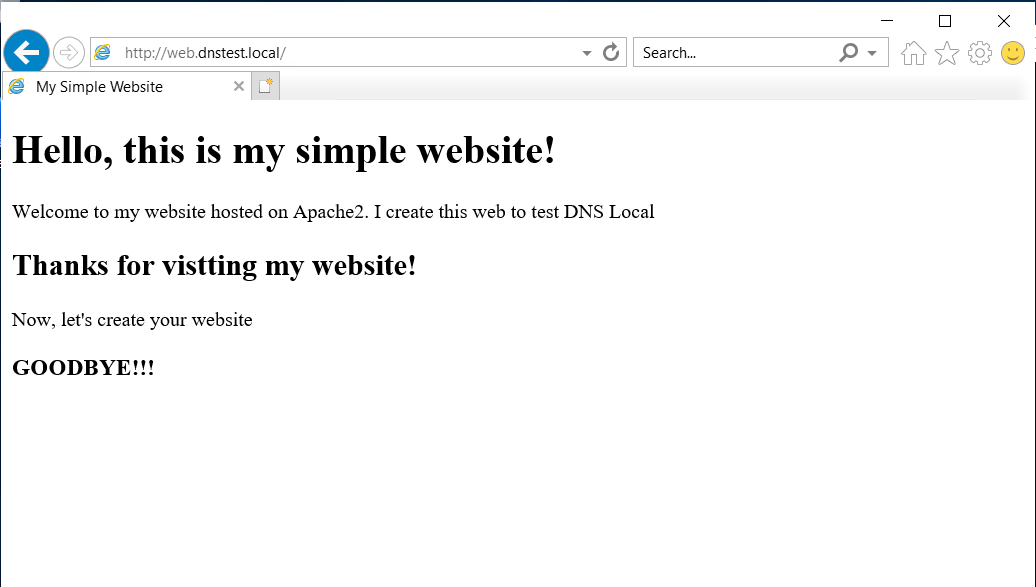 http://web.dnstest.local/
Search...
My Simple Website
Hello, this is my simple website!
Welcome to my website hosted on Apache2. I create this web to test DNS Local
Thanks for vistting my website!
Now, let's create your website
GOODBYE!!!